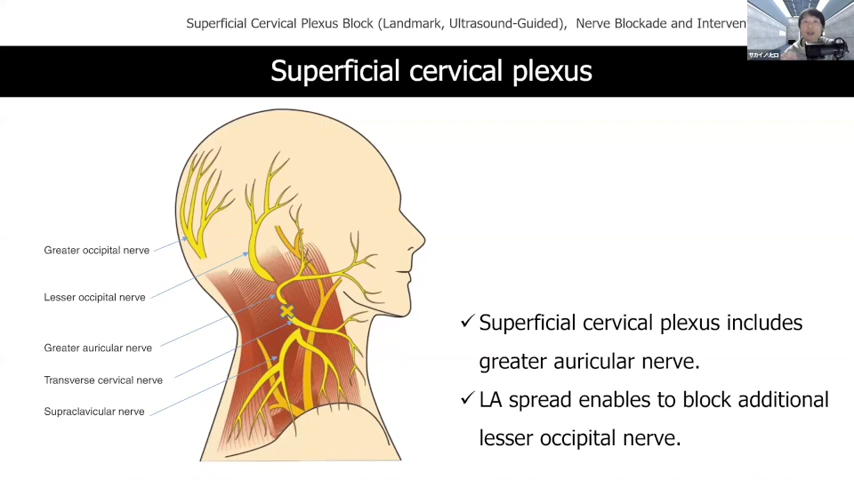 Superficial Cervical Plexus Block (Landmark, Ultrasound-Guided), Nerve Blockade and Interven
Superficial cervical plexus
Greater occipital nerve
Lesser occipital nerve
Greater auricular nerve
Transverse cervical nerve
Supraclavicular nerve
✓ Superficial cervical plexus includes
greater auricular nerve.
✓ LA spread enables to block additional
lesser occipital nerve.